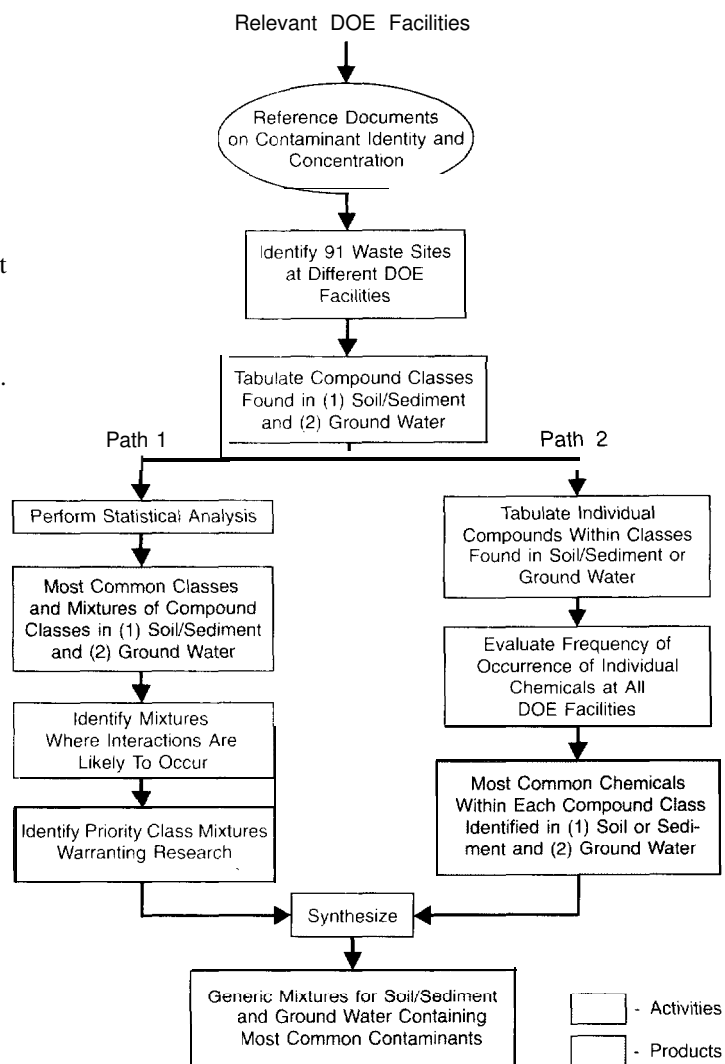 Relevant DOE Facilities
Reference Documents
on Contaminant Identity and
Concentration
Identify 91 Waste Sites
at Different DOE
Facilities
t
.
Tabulate Compound Classes
Found in (1) Soil/Sediment
and (2) Ground Water
Path 1
Path 2
Perform Statistical Analysis
Most Common Classes
and Mixtures of Compound
Classes in (1) Soil/Sediment
and (2) Ground Water
Identify Mixtures
Where Interactions Are
Likely To Occur
Identify Priority Class Mixtures
Warranting Research
Tabulate Individual
Compounds Within Classes
Found in Soil/Sediment or
Ground Water
Evaluate Frequency of
Occurrence of Individual
Chemicals at All
DOE Facilities
Most Common Chemicals
Within Each Compound Class
Identified in (1) Soil or Sedi-
ment and (2) Ground Water
Synthesize
Generic Mixtures for Soil/Sediment
and Ground Water Containing
Most Common Contaminants
- Activities
- Products